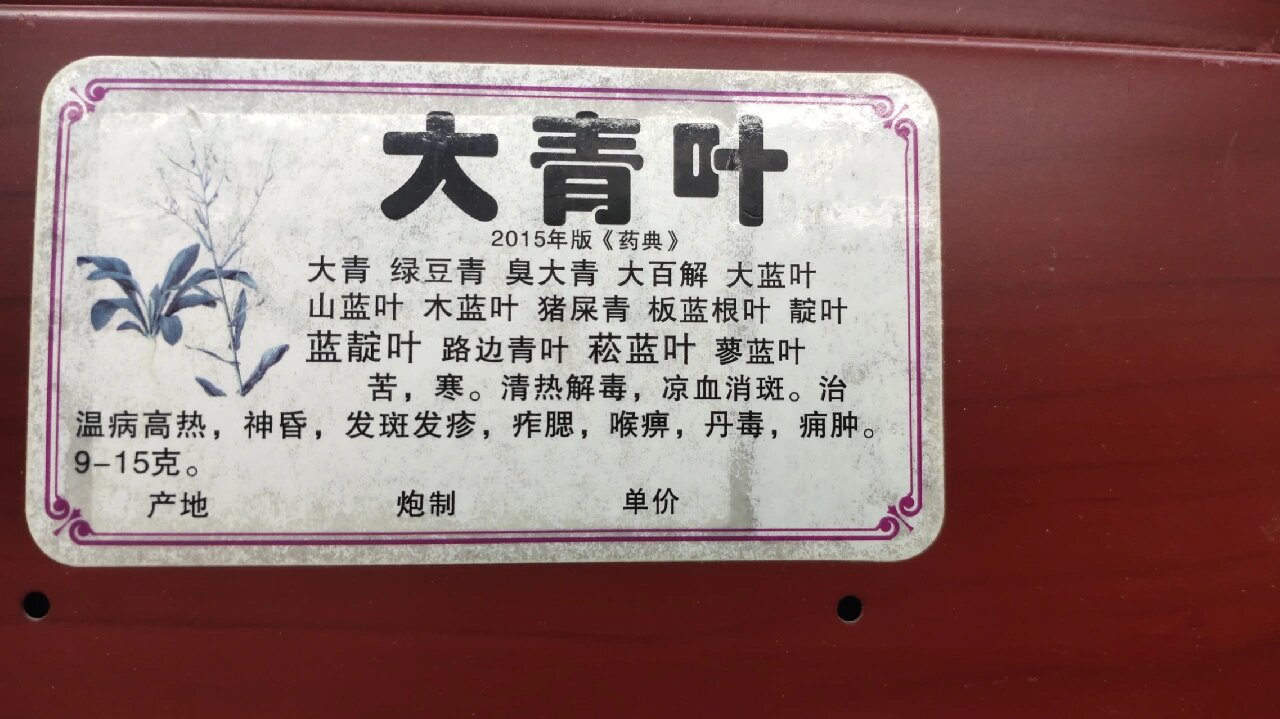 大青叶
2015年版《药典》
大青 绿豆青 臭大青 大百解 大蓝叶
山蓝叶 木蓝叶 猪屎青 板蓝根叶 靛叶
蓝靛叶 路边青叶 菘蓝叶 蓼蓝叶
苦，寒。清热解毒，凉血消斑。治
温病高热，神昏，发斑发疹，痄腮，喉痹，丹毒，痈肿。
9-15克。
产地 炮制 单价